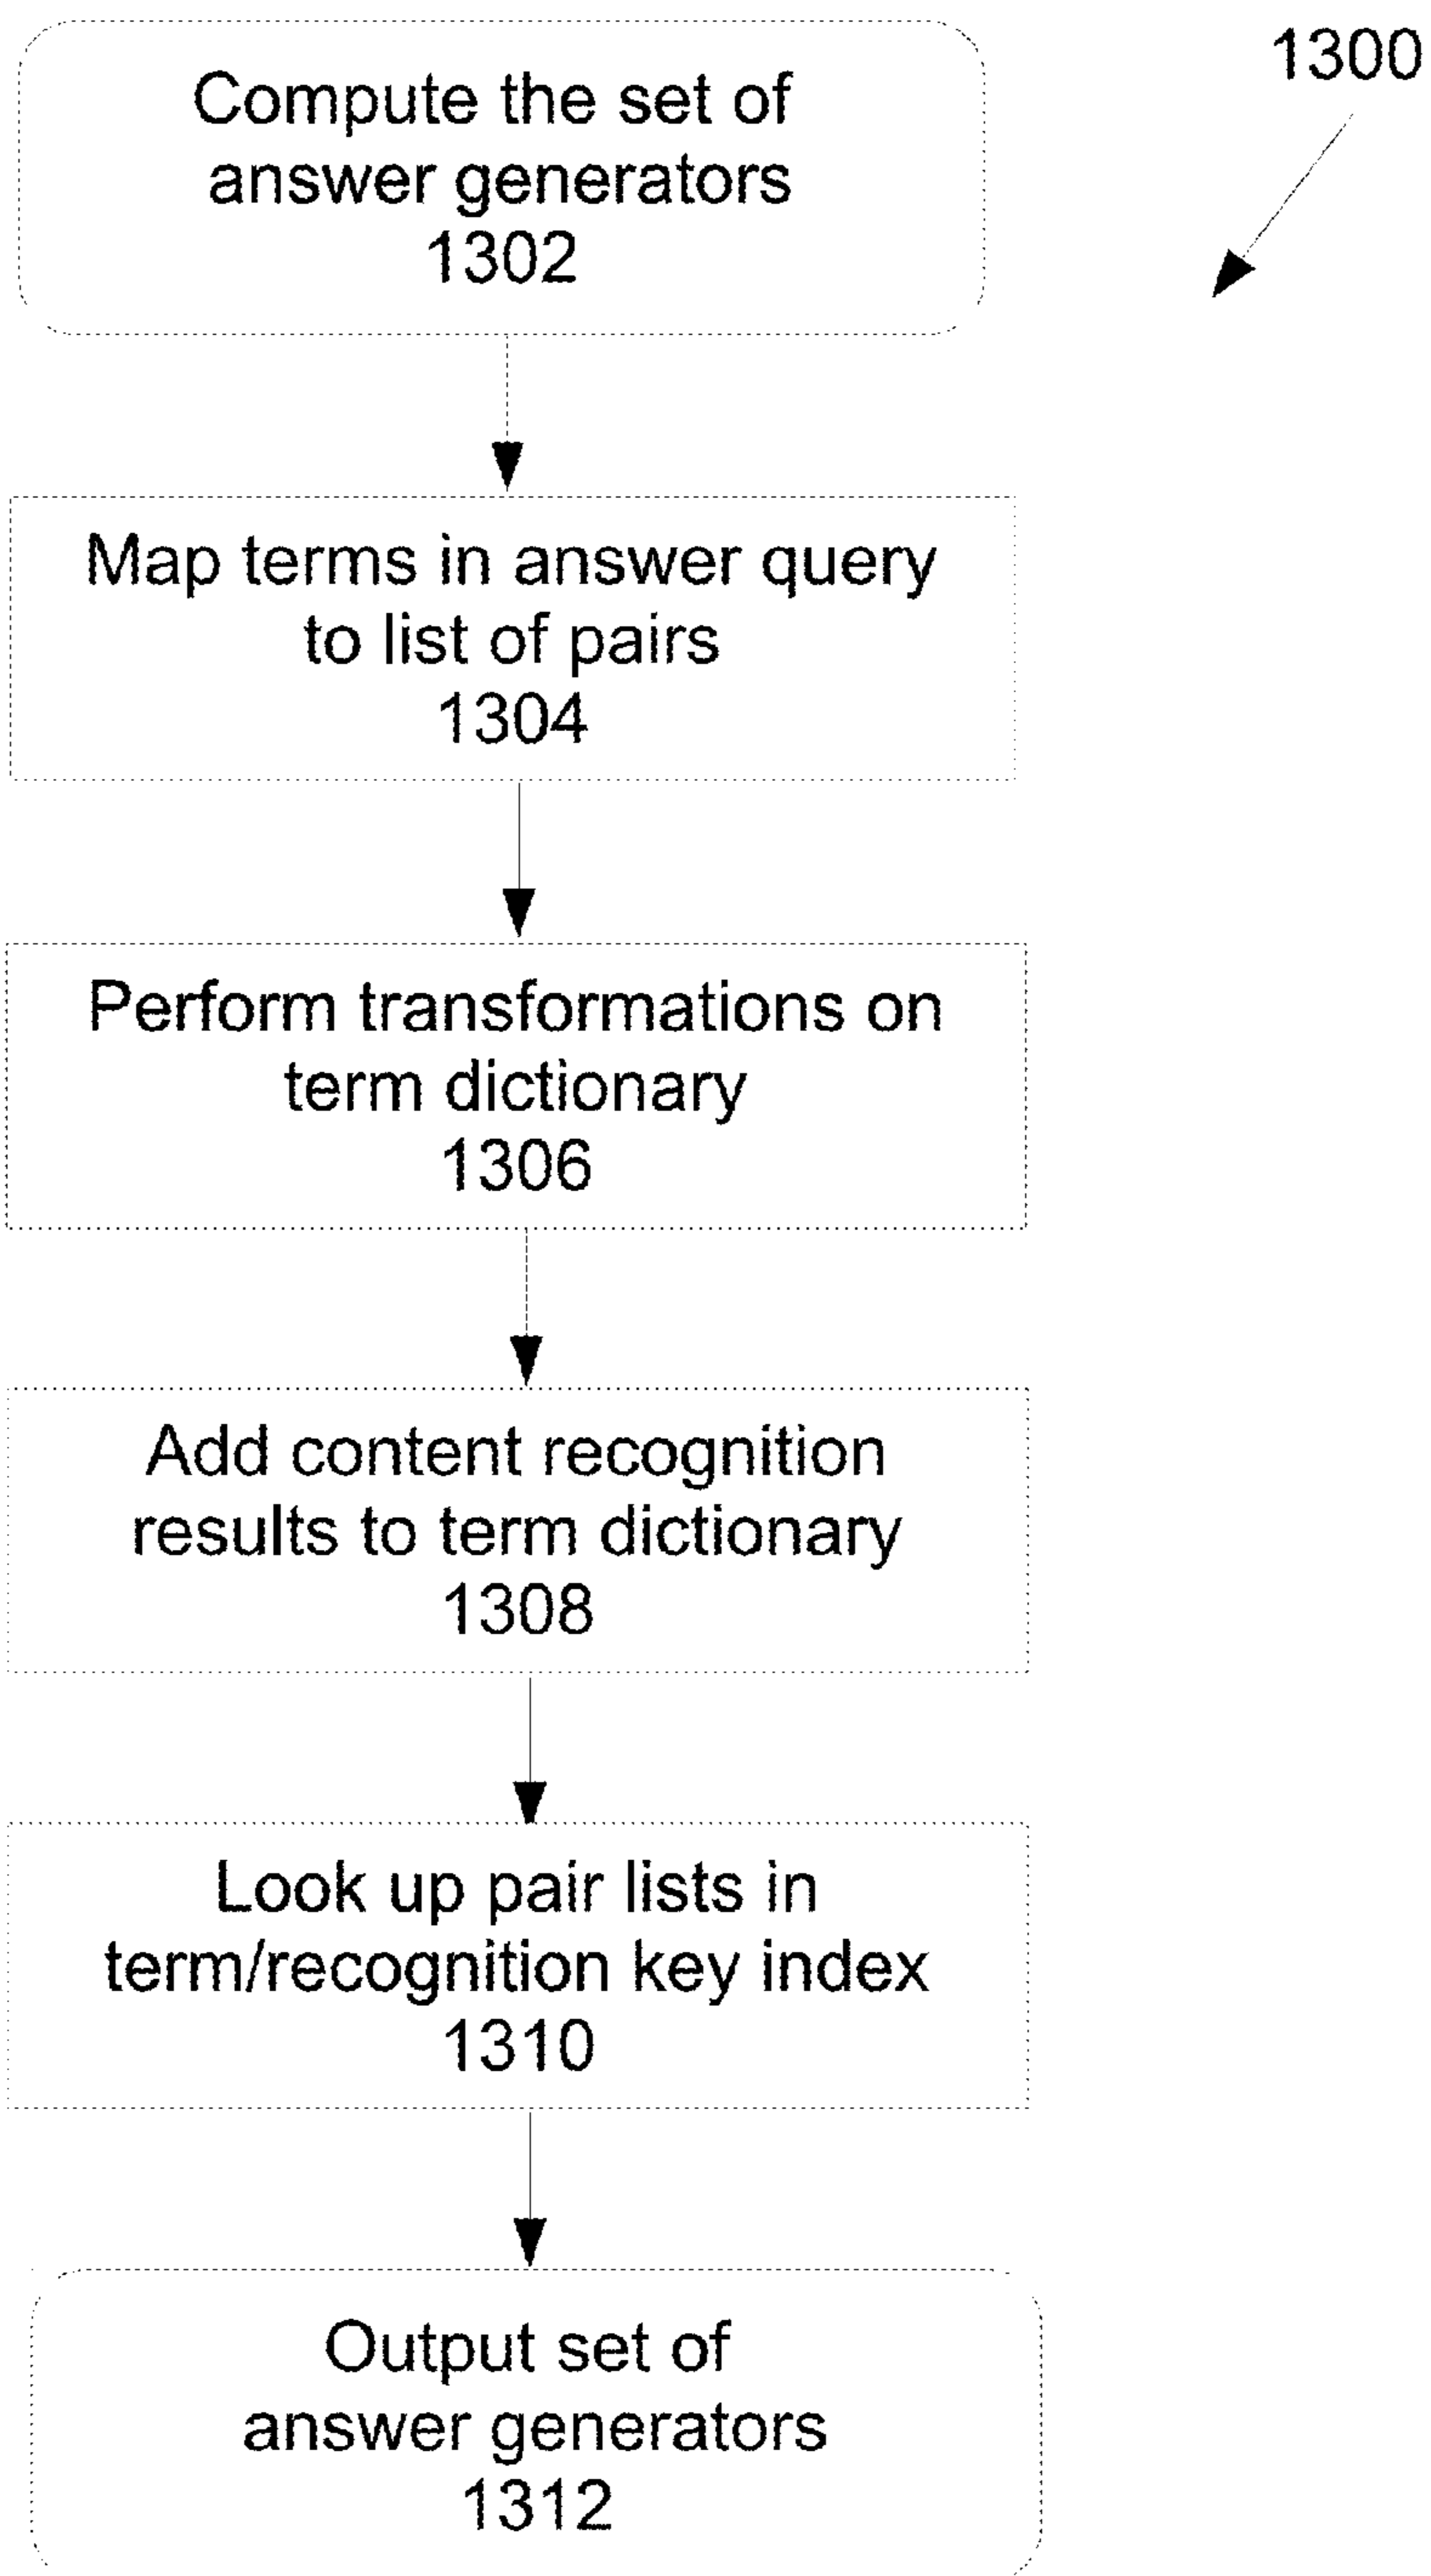 1300
Compute the set of
answer generators
1302
Map terms in answer query
to list of pairs
1304
Perform transformations on
term dictionary
1306
Add content recognition
results to term dictionary
1308
Look up pair lists in
term/recognition key index
1310
Output set of
answer generators
1312